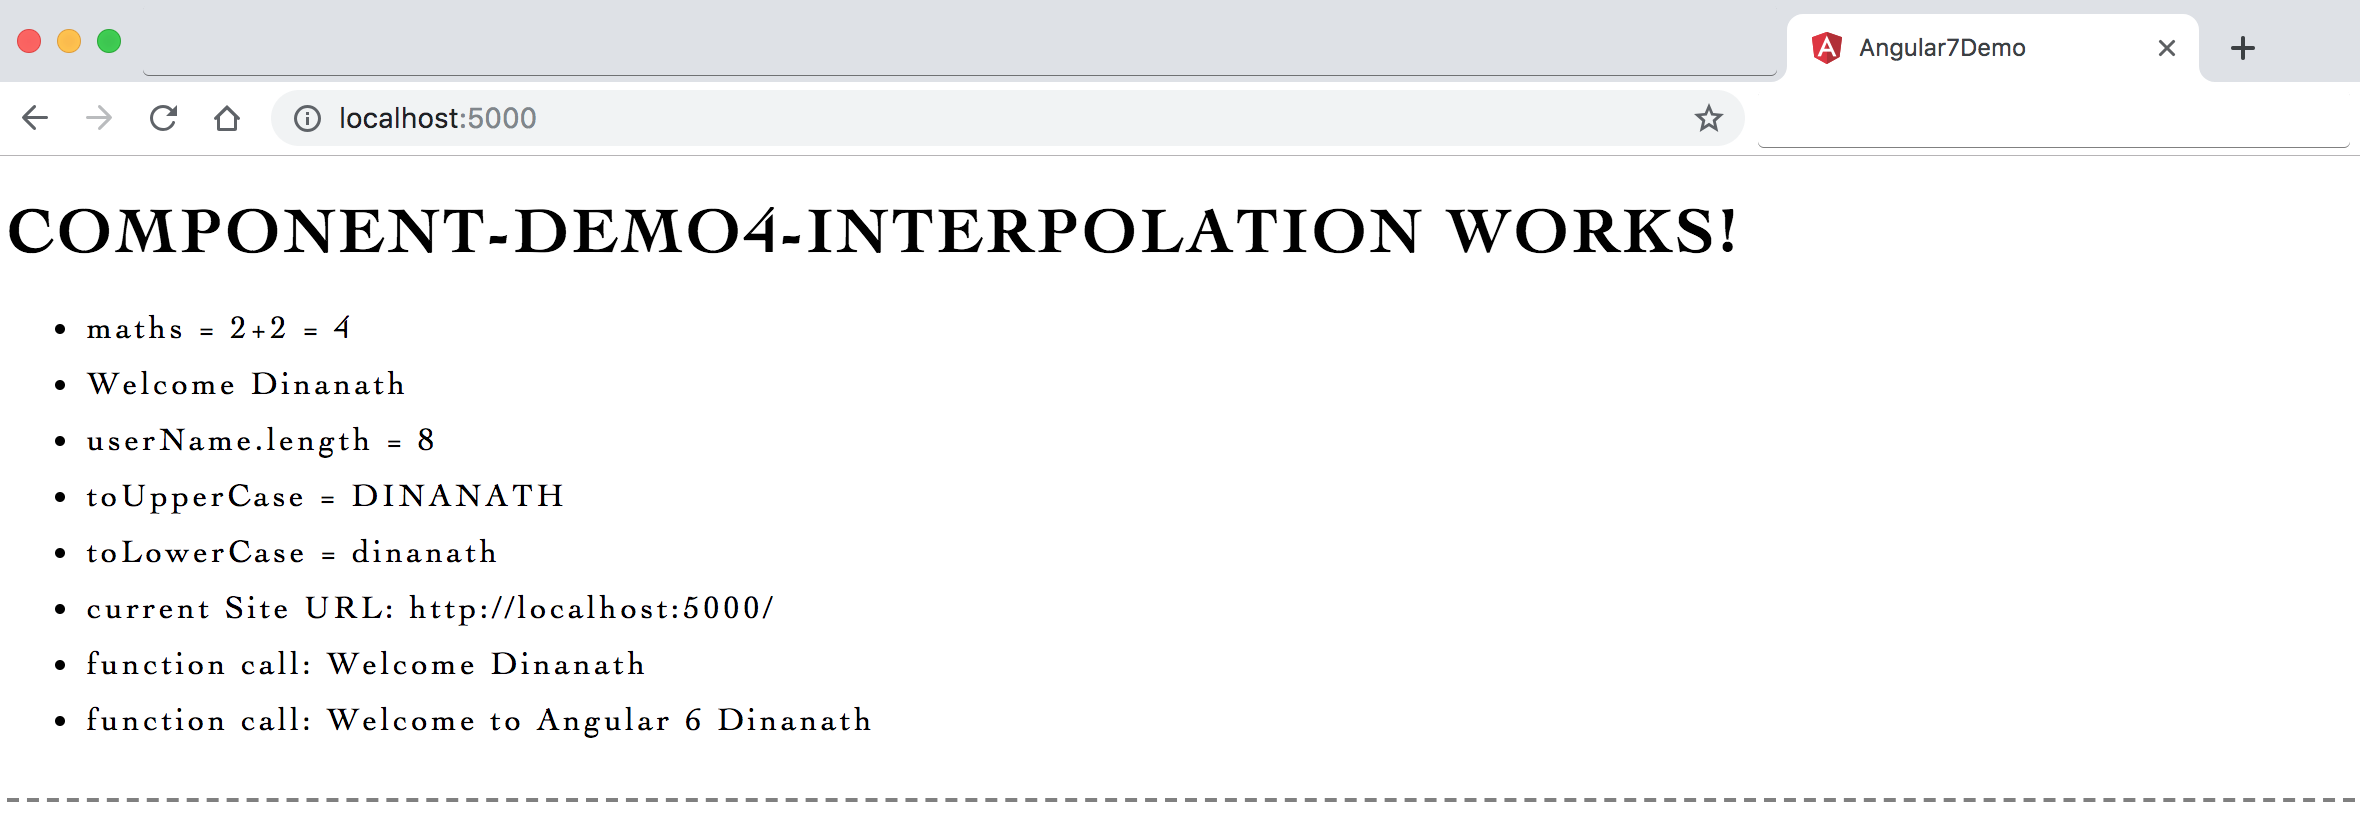 Angular7Demo
localhost:5000
COMPONENT-DEMO4-INTERPOLATION WORKS!
maths = 2+2 = 4
Welcome Dinanath
userName.length = 8
toUpperCase = DINANATH
toLowerCase = dinanath
current Site URL: http://localhost:5000/
function call: Welcome Dinanath
function call: Welcome to Angular 6 Dinanath